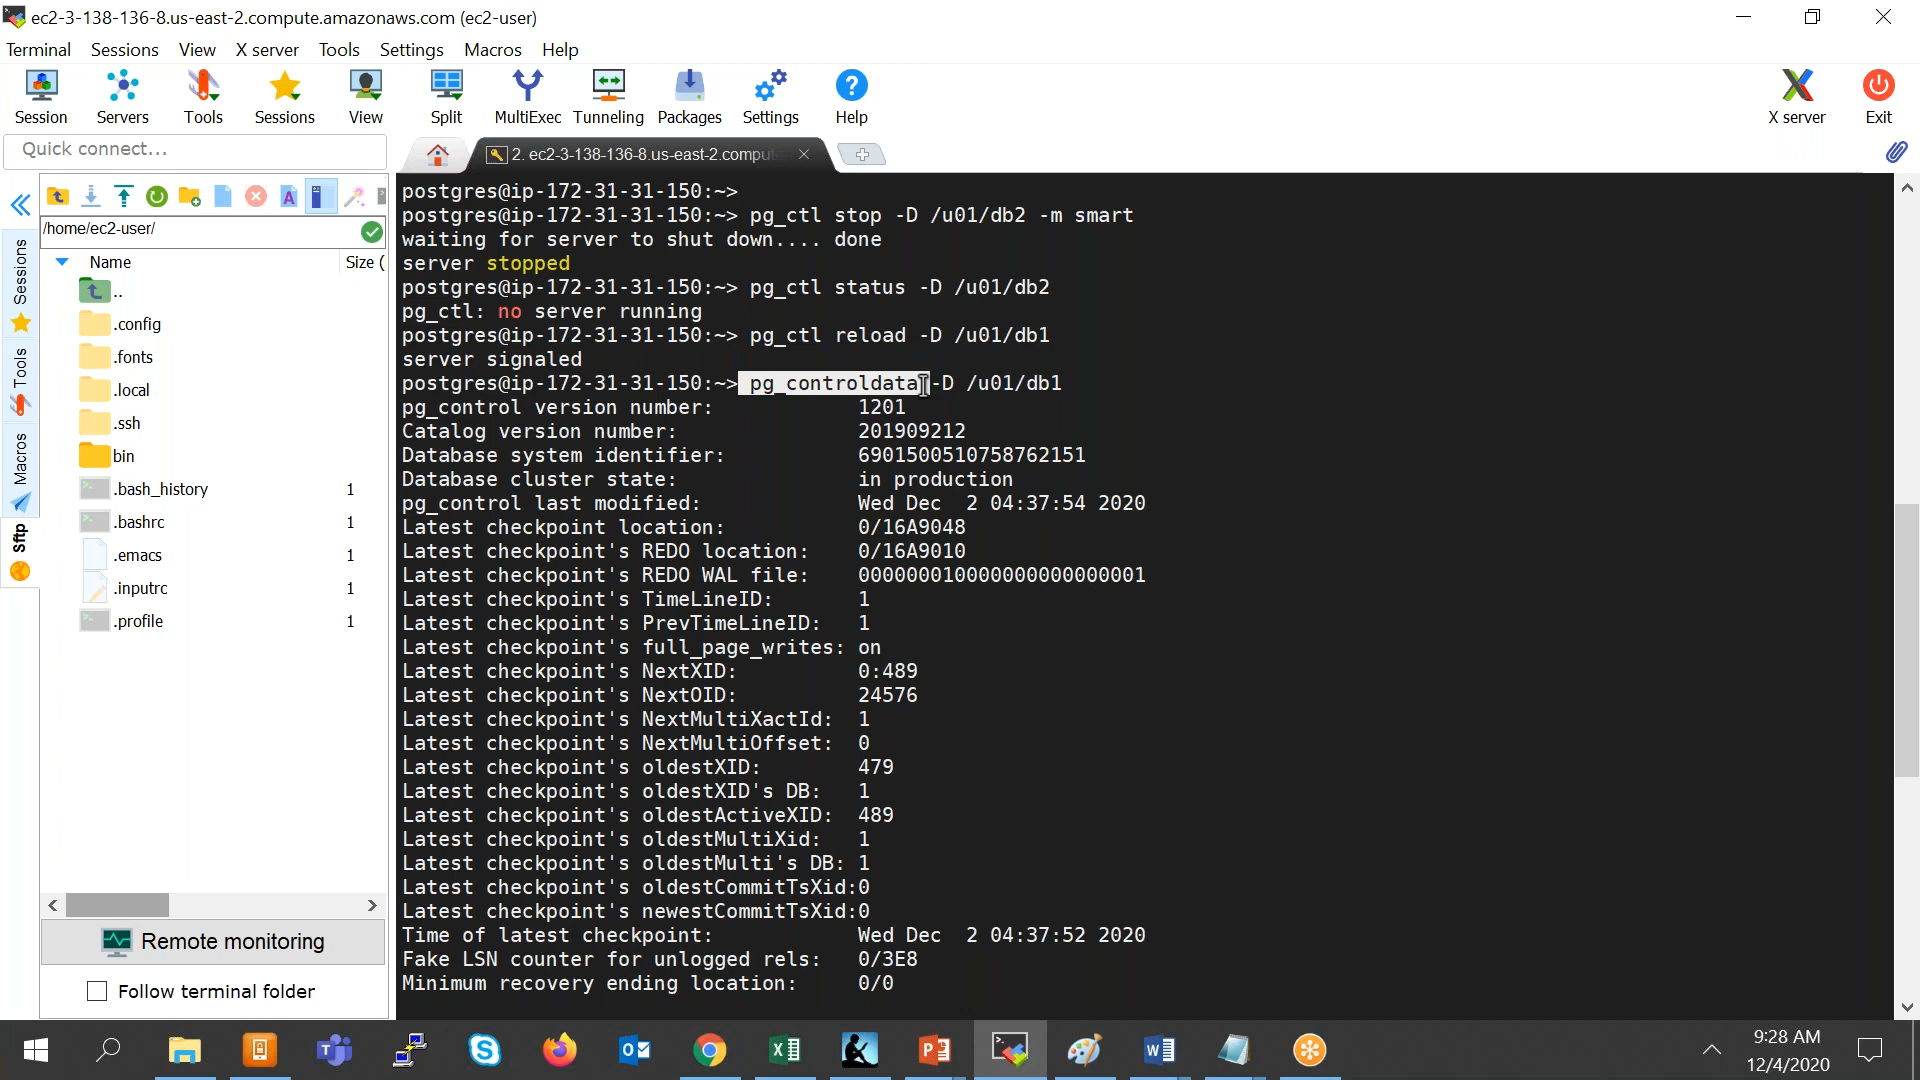 ec2-3-138-136-8.us-east-2.compute.amazonaws.com (ec2-user)
Terminal Sessions View X server Tools Settings Macros Help
Session Servers Tools Sessions View Split MultiExec Tunneling Packages Settings Help X server Exit
Quick connect...
2. ec2-3-138-136-8.us-east-2.compu
/home/ec2-user/
Name Size (
..
.config
.fonts
.local
.ssh
bin
.bash_history 1
.bashrc 1
.emacs 1
.inputrc 1
.profile 1
Remote monitoring
Follow terminal folder
Sessions
Tools
Macros
Sftp
postgres@ip-172-31-31-150:~>
postgres@ip-172-31-31-150:~> pg_ctl stop -D /u01/db2 -m smart
waiting for server to shut down.... done
server stopped
postgres@ip-172-31-31-150:~> pg_ctl status -D /u01/db2
pg_ctl: no server running
postgres@ip-172-31-31-150:~> pg_ctl reload -D /u01/db1
server signaled
postgres@ip-172-31-31-150:~> pg_controldata -D /u01/db1
pg_control version number: 1201
Catalog version number: 201909212
Database system identifier: 6901500510758762151
Database cluster state: in production
pg_control last modified: Wed Dec 2 04:37:54 2020
Latest checkpoint location: 0/16A9048
Latest checkpoint's REDO location: 0/16A9010
Latest checkpoint's REDO WAL file: 000000010000000000000001
Latest checkpoint's TimeLineID: 1
Latest checkpoint's PrevTimeLineID: 1
Latest checkpoint's full_page_writes: on
Latest checkpoint's NextXID: 0:489
Latest checkpoint's NextOID: 24576
Latest checkpoint's NextMultiXactId: 1
Latest checkpoint's NextMultiOffset: 0
Latest checkpoint's oldestXID: 479
Latest checkpoint's oldestXID's DB: 1
Latest checkpoint's oldestActiveXID: 489
Latest checkpoint's oldestMultiXid: 1
Latest checkpoint's oldestMulti's DB: 1
Latest checkpoint's oldestCommitTsXid:0
Latest checkpoint's newestCommitTsXid:0
Time of latest checkpoint: Wed Dec 2 04:37:52 2020
Fake LSN counter for unlogged rels: 0/3E8
Minimum recovery ending location: 0/0
9:28 AM
12/4/2020